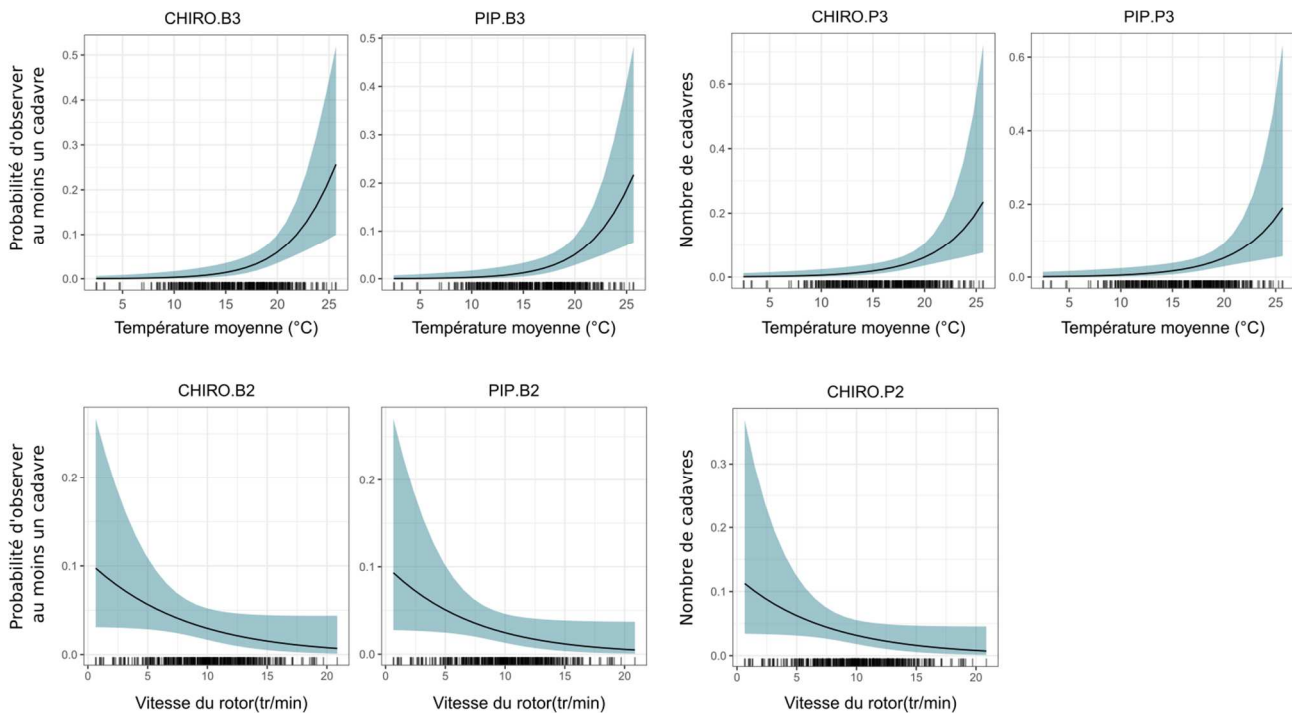 CHIRO.B3
PIP.B3
CHIRO.P3
PIP.P3
Probabilité d'observer
au moins un cadavre
0.5
0.4
0.3
0.2
0.1
0.0
0.5
0.4
0.3
0.2
0.1
0.0
Nombre de cadavres
0.6
0.4
0.2
0.0
0.6
0.4
0.2
0.0
5 10 15 20 25
5 10 15 20 25
5 10 15 20 25
5 10 15 20 25
Température moyenne (°C)
Température moyenne (°C)
Température moyenne (°C)
Température moyenne (°C)
CHIRO.B2
PIP.B2
CHIRO.P2
Probabilité d'observer
au moins un cadavre
0.2
0.1
0.0
0.2
0.1
0.0
Nombre de cadavres
0.3
0.2
0.1
0.0
0 5 10 15 20
0 5 10 15 20
0 5 10 15 20
Vitesse du rotor(tr/min)
Vitesse du rotor(tr/min)
Vitesse du rotor(tr/min)